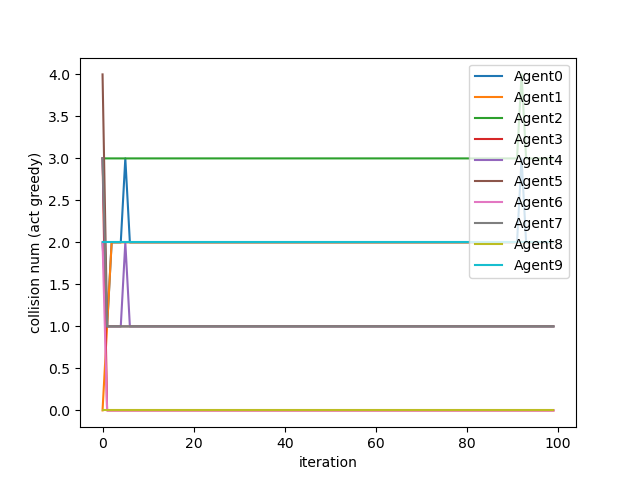 4.0
3.5
3.0
2.5
2.0
1.5
1.0
0.5
0.0
collision num (act greedy)
0
20
40
60
80
100
iteration
Agent0
Agent1
Agent2
Agent3
Agent4
Agent5
Agent6
Agent7
Agent8
Agent9